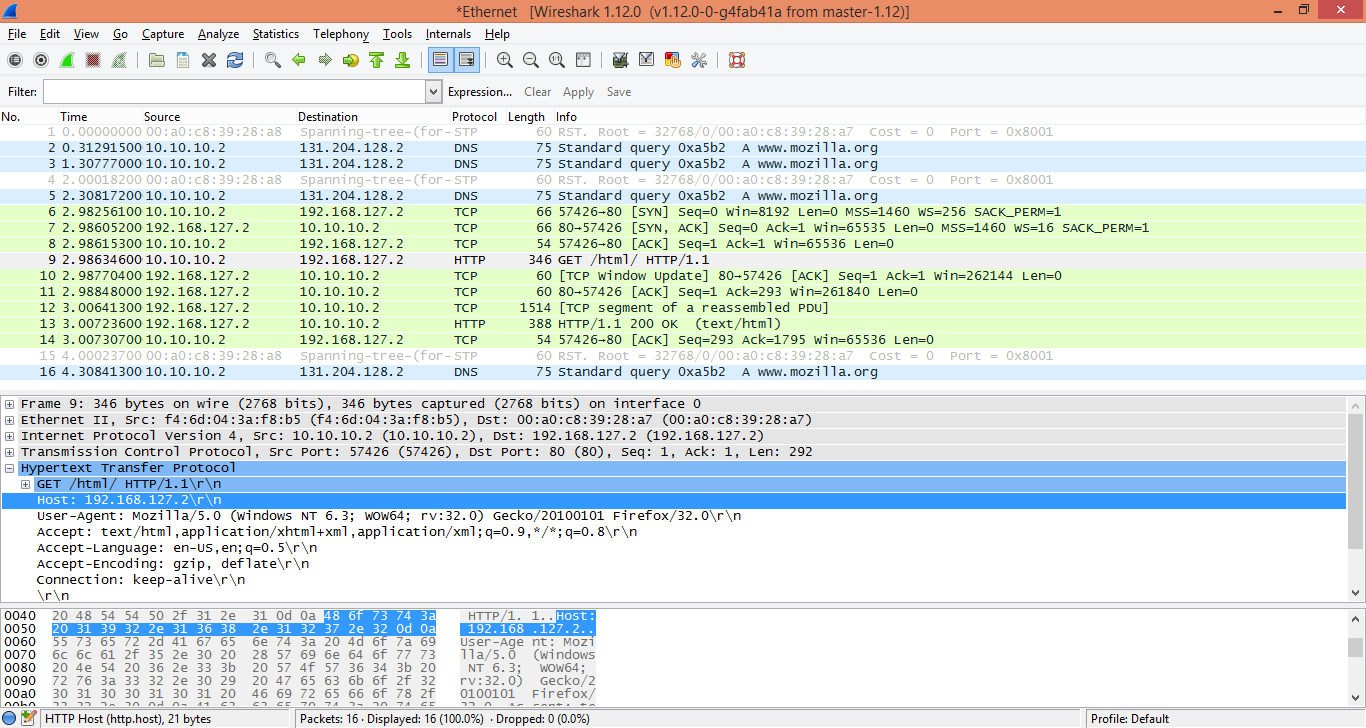 *Ethernet   [Wireshark 1.12.0  (v1.12.0-0-g4fab41a from master-1.12)]
File Edit View Go Capture Analyze Statistics Telephony Tools Internals Help
Filter: Expression... Clear Apply Save
No. Time Source Destination Protocol Length Info
1 0.00000000 00:a0:c8:39:28:a8 Spanning-tree-(for- STP 60 RST. Root = 32768/0/00:a0:c8:39:28:a7  Cost = 0  Port = 0x8001
2 0.31291500 10.10.10.2 131.204.128.2 DNS 75 Standard query 0xa5b2  A www.mozilla.org
3 1.30777000 10.10.10.2 131.204.128.2 DNS 75 Standard query 0xa5b2  A www.mozilla.org
4 2.00018200 00:a0:c8:39:28:a8 Spanning-tree-(for- STP 60 RST. Root = 32768/0/00:a0:c8:39:28:a7  Cost = 0  Port = 0x8001
5 2.30817200 10.10.10.2 131.204.128.2 DNS 75 Standard query 0xa5b2  A www.mozilla.org
6 2.98256100 10.10.10.2 192.168.127.2 TCP 66 57426→80 [SYN] Seq=0 Win=8192 Len=0 MSS=1460 WS=256 SACK_PERM=1
7 2.98605200 192.168.127.2 10.10.10.2 TCP 66 80→57426 [SYN, ACK] Seq=0 Ack=1 Win=65535 Len=0 MSS=1460 WS=16 SACK_PERM=1
8 2.98615300 10.10.10.2 192.168.127.2 TCP 54 57426→80 [ACK] Seq=1 Ack=1 Win=65536 Len=0
9 2.98634600 10.10.10.2 192.168.127.2 HTTP 346 GET /html/ HTTP/1.1
10 2.98770400 192.168.127.2 10.10.10.2 TCP 60 [TCP Window Update] 80→57426 [ACK] Seq=1 Ack=1 Win=262144 Len=0
11 2.98848000 192.168.127.2 10.10.10.2 TCP 60 80→57426 [ACK] Seq=1 Ack=293 Win=261840 Len=0
12 3.00641300 192.168.127.2 10.10.10.2 TCP 1514 [TCP segment of a reassembled PDU]
13 3.00723600 192.168.127.2 10.10.10.2 HTTP 388 HTTP/1.1 200 OK  (text/html)
14 3.00730700 10.10.10.2 192.168.127.2 TCP 54 57426→80 [ACK] Seq=293 Ack=1795 Win=65536 Len=0
15 4.00023700 00:a0:c8:39:28:a8 Spanning-tree-(for- STP 60 RST. Root = 32768/0/00:a0:c8:39:28:a7  Cost = 0  Port = 0x8001
16 4.30841300 10.10.10.2 131.204.128.2 DNS 75 Standard query 0xa5b2  A www.mozilla.org
Frame 9: 346 bytes on wire (2768 bits), 346 bytes captured (2768 bits) on interface 0
Ethernet II, Src: f4:6d:04:3a:f8:b5 (f4:6d:04:3a:f8:b5), Dst: 00:a0:c8:39:28:a7 (00:a0:c8:39:28:a7)
Internet Protocol Version 4, Src: 10.10.10.2 (10.10.10.2), Dst: 192.168.127.2 (192.168.127.2)
Transmission Control Protocol, Src Port: 57426 (57426), Dst Port: 80 (80), Seq: 1, Ack: 1, Len: 292
Hypertext Transfer Protocol
GET /html/ HTTP/1.1\r\n
Host: 192.168.127.2\r\n
User-Agent: Mozilla/5.0 (Windows NT 6.3; WOW64; rv:32.0) Gecko/20100101 Firefox/32.0\r\n
Accept: text/html,application/xhtml+xml,application/xml;q=0.9,*/*;q=0.8\r\n
Accept-Language: en-US,en;q=0.5\r\n
Accept-Encoding: gzip, deflate\r\n
Connection: keep-alive\r\n
\r\n
0040 20 48 54 54 50 2f 31 2e  31 0d 0a 48 6f 73 74 3a  HTTP/1. 1..Host:
0050 20 31 39 32 2e 31 36 38  2e 31 32 37 2e 32 0d 0a  192.168 .127.2..
0060 55 73 65 72 2d 41 67 65  6e 74 3a 20 4d 6f 7a 69 User-Age nt: Mozi
0070 6c 6c 61 2f 35 2e 30 20  28 57 69 6e 64 6f 77 73 lla/5.0  (Windows
0080 20 4e 54 20 36 2e 33 3b  20 57 4f 57 36 34 3b 20  NT 6.3;  WOW64;
0090 72 76 3a 33 32 2e 30 29  20 47 65 63 6b 6f 2f 32 rv:32.0)  Gecko/2
00a0 30 31 30 30 31 30 31 20  46 69 72 65 66 6f 78 2f 0100101  Firefox/
HTTP Host (http.host), 21 bytes Packets: 16 · Displayed: 16 (100.0%)  · Dropped: 0 (0.0%) Profile: Default